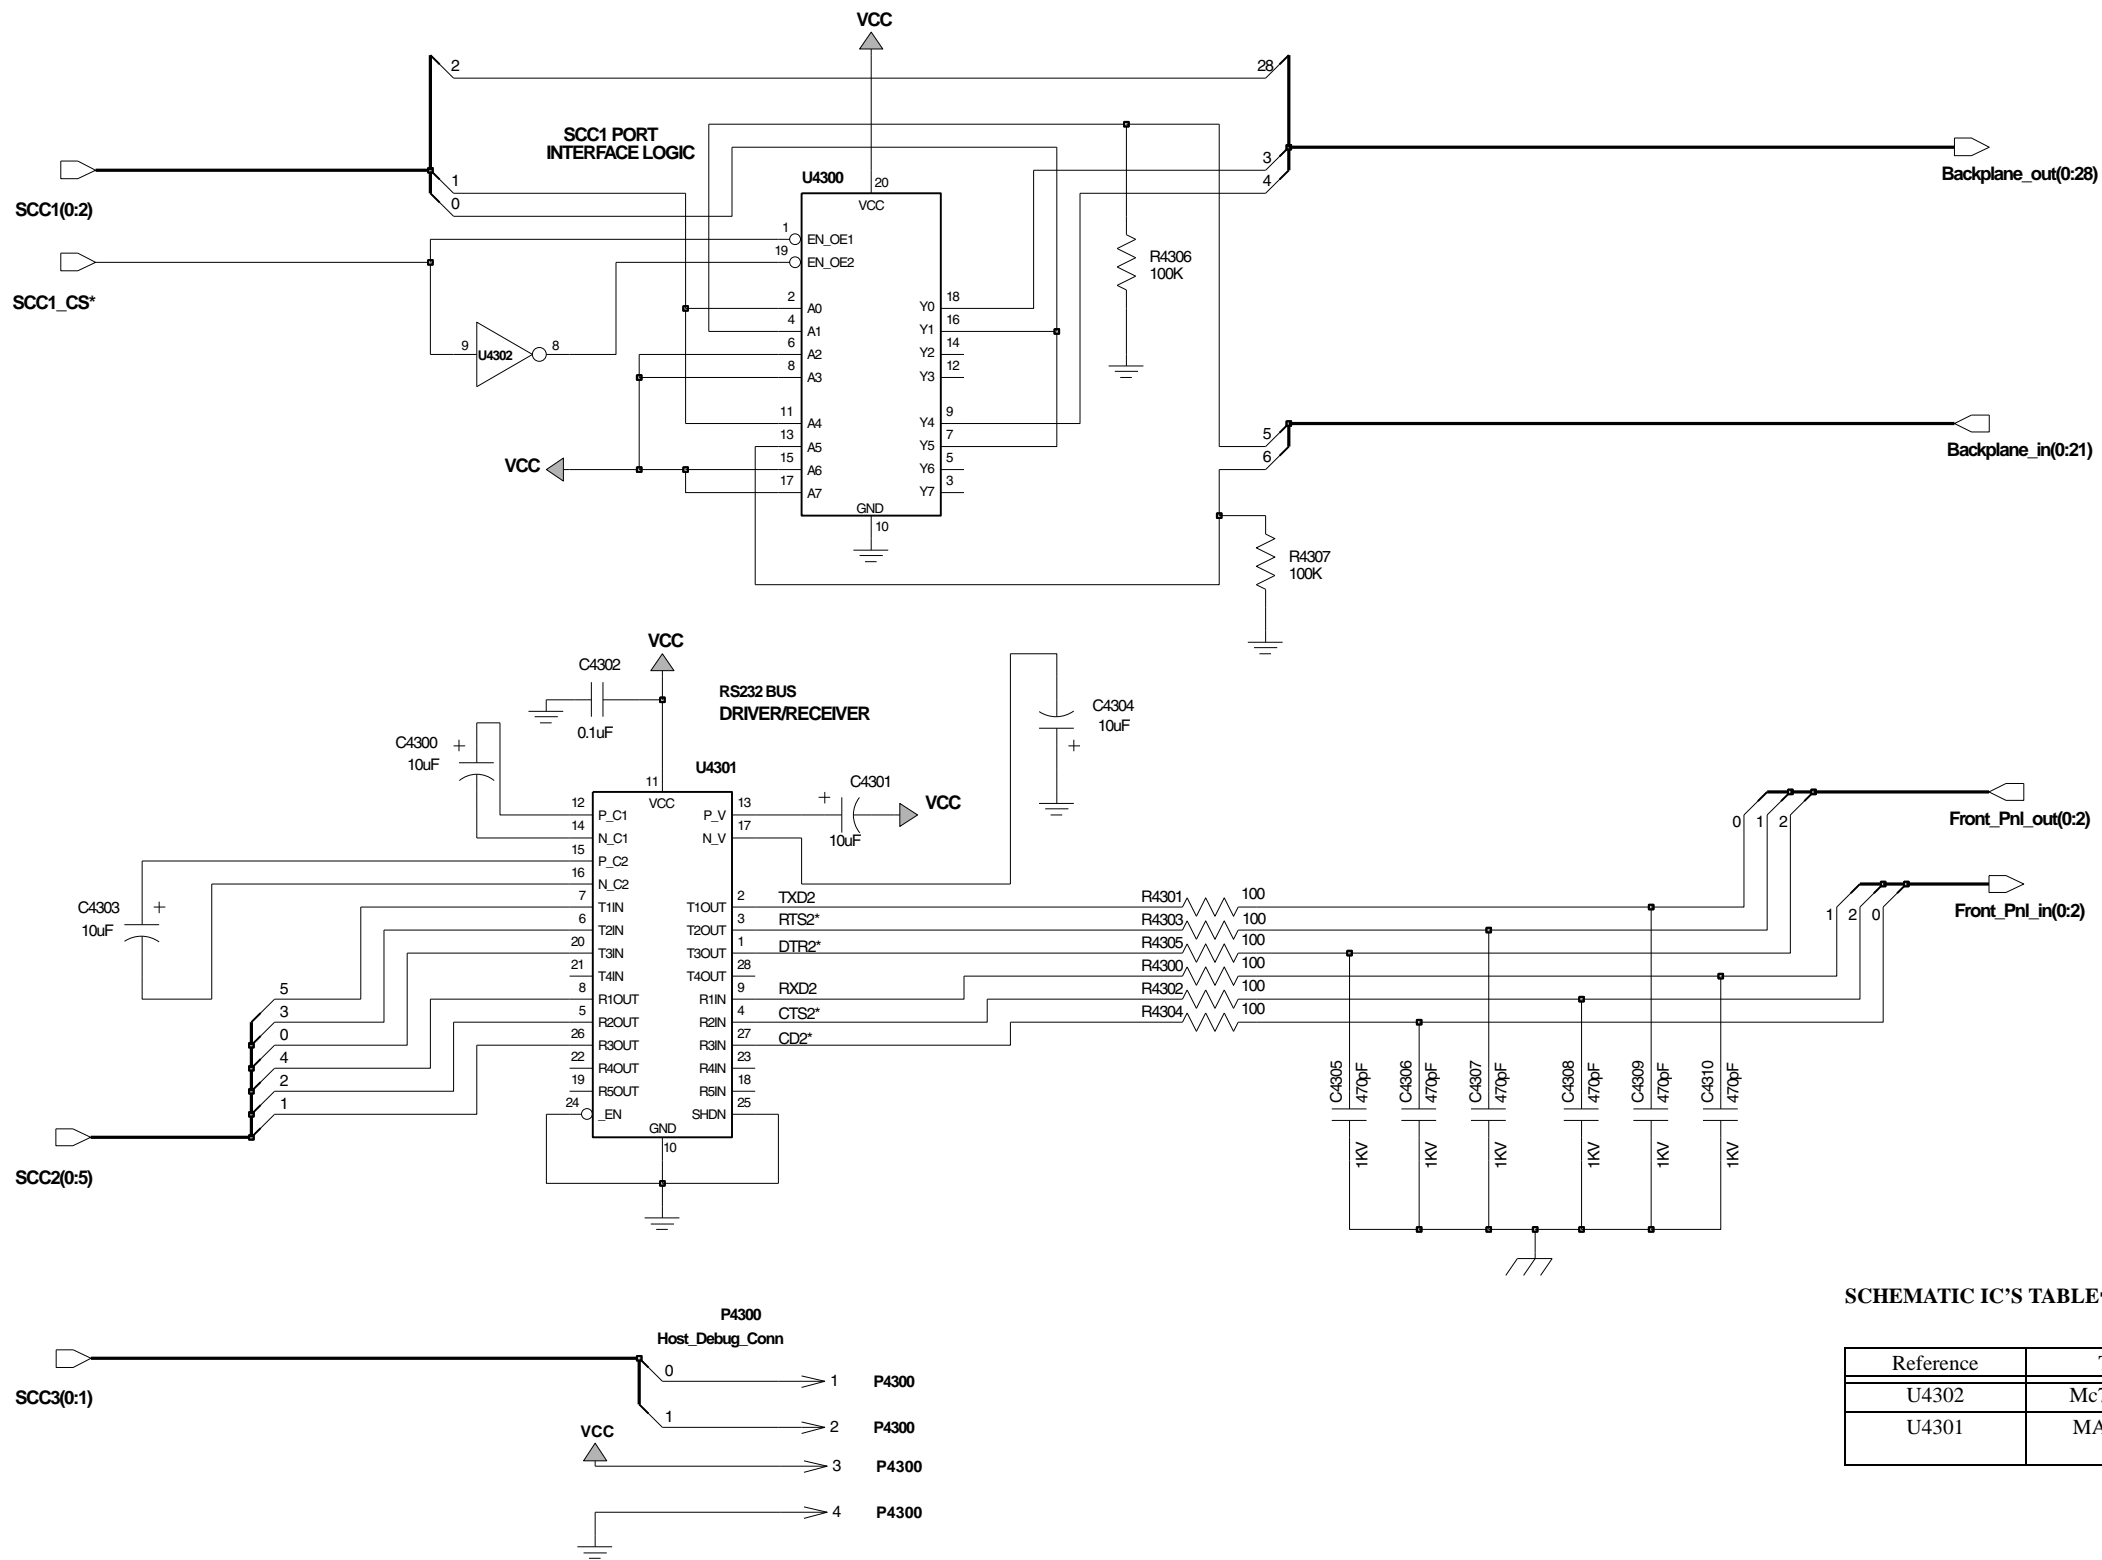 VCC
2
28
SCC1 PORT
INTERFACE LOGIC
SCC1(0:2)
1
0
U4300
20
VCC
3
4
Backplane_out(0:28)
SCC1_CS*
1
EN_OE1
19
EN_OE2
R4306
100K
9
U4302
8
2
A0
Y0
18
4
A1
Y1
16
6
A2
Y2
14
8
A3
Y3
12
11
A4
Y4
9
13
A5
Y5
7
15
A6
Y6
5
17
A7
Y7
3
VCC
GND
10
5
6
Backplane_in(0:21)
R4307
100K
VCC
C4302
0.1uF
RS232 BUS
DRIVER/RECEIVER
C4304
10uF
+
C4300
+
10uF
U4301
11
VCC
C4301
+
10uF
VCC
12
P_C1
P_V
13
14
N_C1
N_V
17
15
P_C2
16
N_C2
C4303
+
10uF
7
T1IN
T1OUT
2
TXD2
R4301
100
6
T2IN
T2OUT
3
RTS2*
R4303
100
20
T3IN
T3OUT
1
DTR2*
R4305
100
21
T4IN
T4OUT
28
R4300
100
8
R1OUT
R1IN
9
RXD2
R4302
100
5
R2OUT
R2IN
4
CTS2*
R4304
100
26
R3OUT
R3IN
27
CD2*
22
R4OUT
R4IN
23
19
R5OUT
R5IN
18
24
_EN
SHDN
25
GND
10
5
3
0
4
2
1
SCC2(0:5)
0
1
2
Front_Pnl_out(0:2)
1
2
0
Front_Pnl_in(0:2)
C4305
470pF
1KV
C4306
470pF
1KV
C4307
470pF
1KV
C4308
470pF
1KV
C4309
470pF
1KV
C4310
470pF
1KV
P4300
Host_Debug_Conn
SCC3(0:1)
0
1
P4300
1
2
P4300
VCC
3
P4300
4
P4300
SCHEMATIC IC'S TABLE
Reference
U4302
U4301
MA